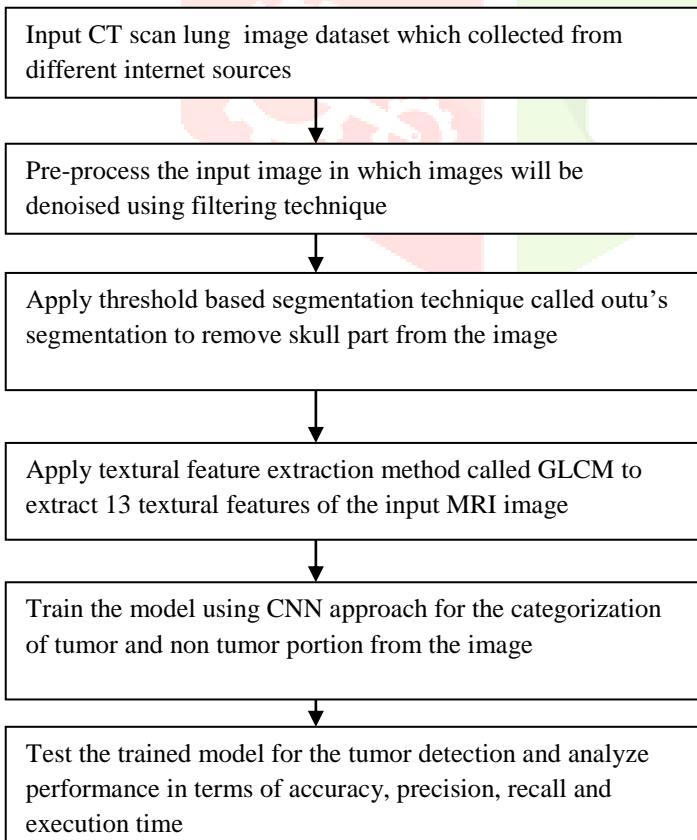 Input CT scan lung image dataset which collected from
different internet sources
Pre-process the input image in which images will be
denoised using filtering technique
Apply threshold based segmentation technique called outu’s
segmentation to remove skull part from the image
Apply textural feature extraction method called GLCM to
extract 13 textural features of the input MRI image
Train the model using CNN approach for the categorization
of tumor and non tumor portion from the image
Test the trained model for the tumor detection and analyze
performance in terms of accuracy, precision, recall and
execution time